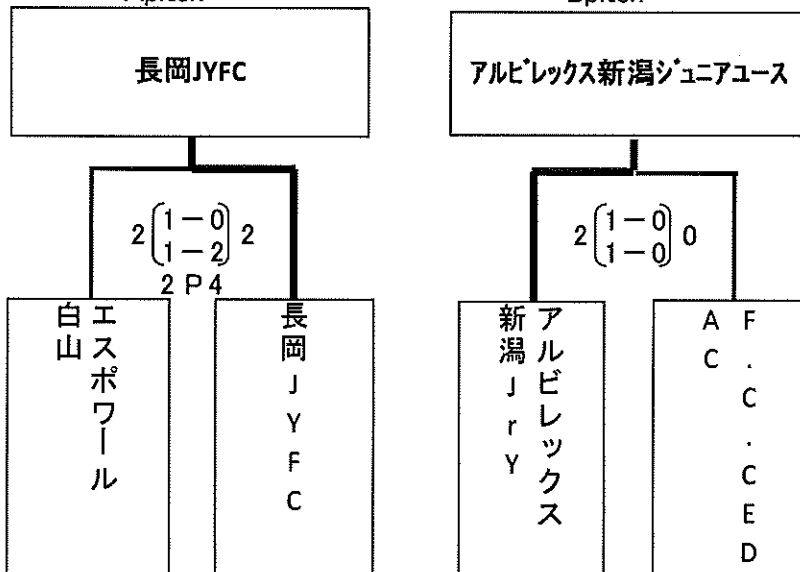 長岡JYFC
アルビレックス新潟ジュニアユース
2 (1－0) 2
(1－2)
2 P 4
2 (1－0) 0
(1－0)
エスポワール
白山
長岡JYFC
アルビレックス
新潟JrY
F.C.CED
AC